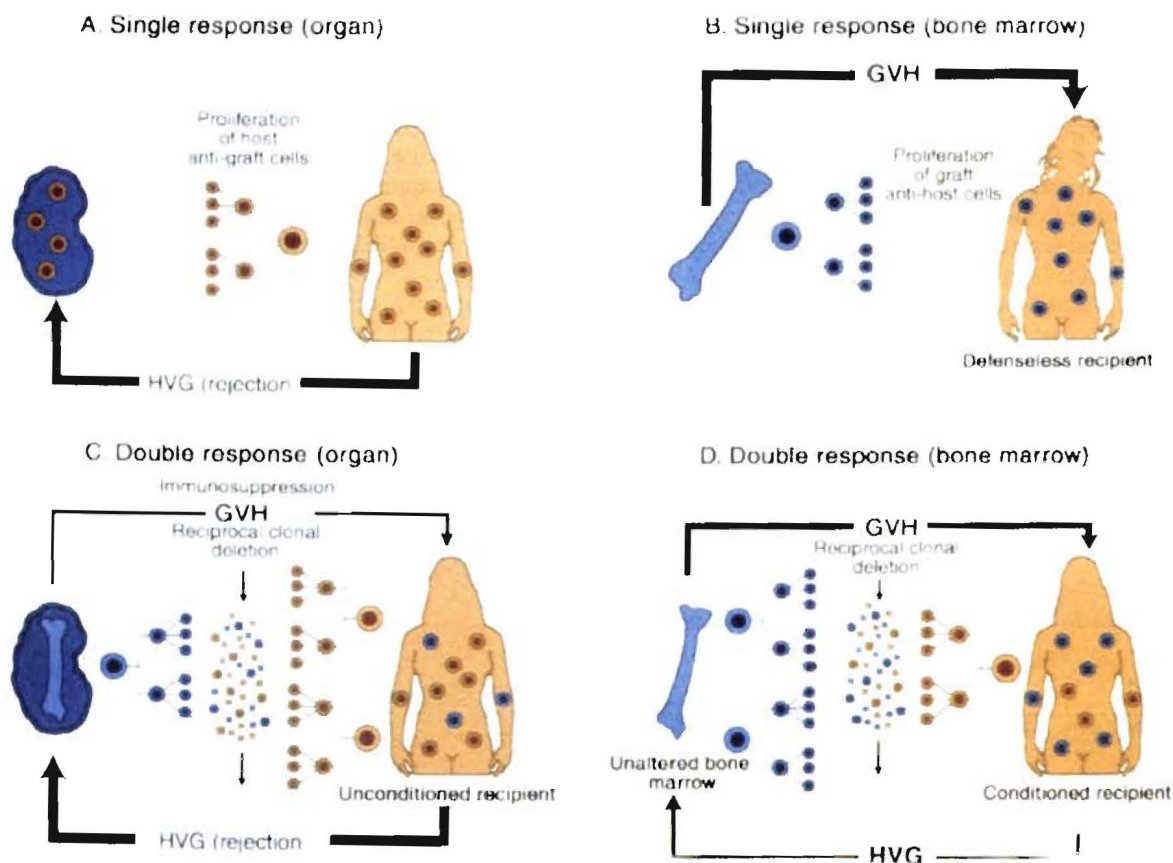 A. Single response (organ)
Proliferation
of host
anti-graft cells
HVG (rejection
B. Single response (bone marrow)
GVH
Proliferation
of graft
anti-host cells
Defenseless recipient
C. Double response (organ)
Immunosuppression
GVH
Reciprocal clonal
deletion
Unconditioned recipient
HVG (rejection
D. Double response (bone marrow)
GVH
Reciprocal clonal
deletion
Unaltered bone
marrow
Conditioned recipient
HVG